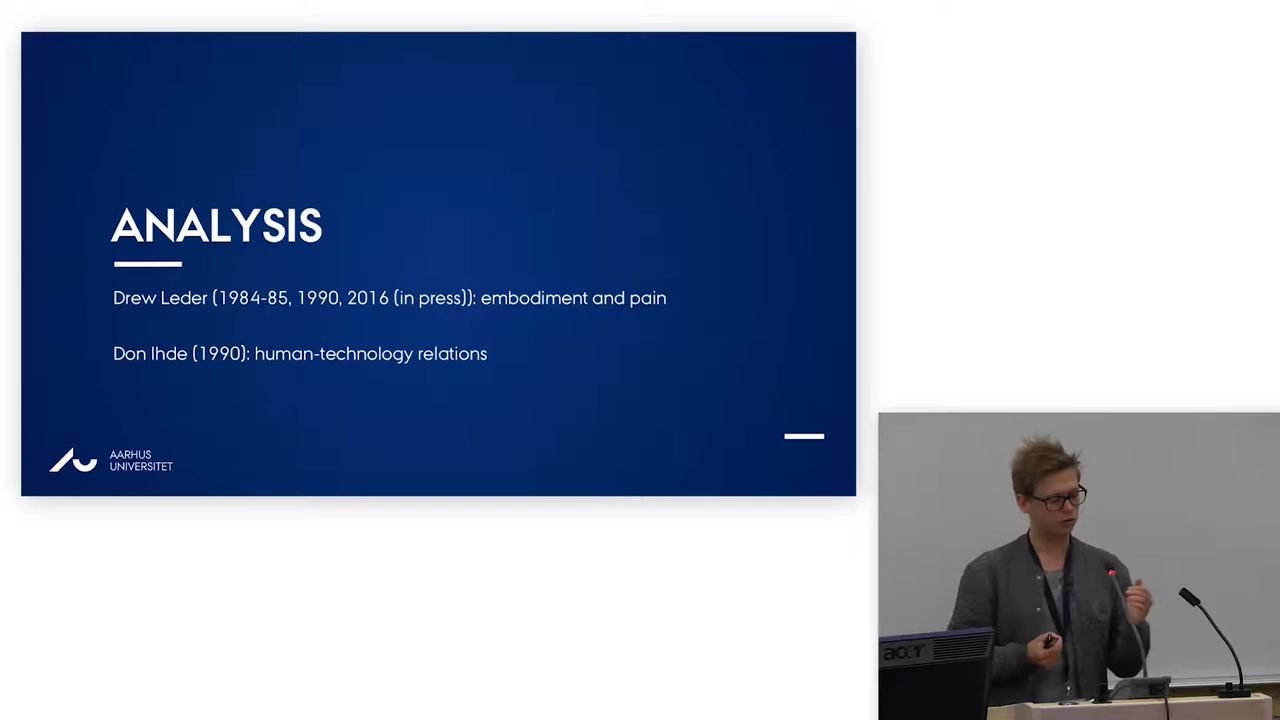 ANALYSIS
Drew Leder (1984-85, 1990, 2016 (in press)): embodiment and pain
Don Ihde (1990): human-technology relations
AARHUS
UNIVERSITET
acer